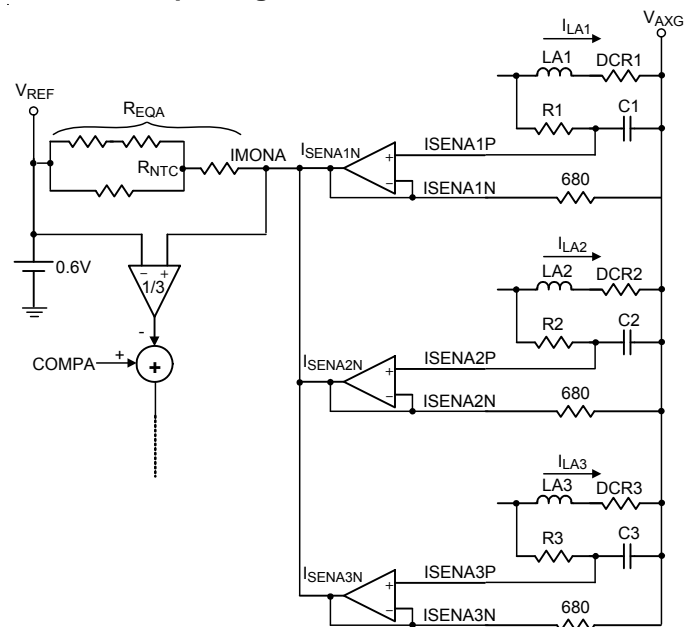 I_LA1
V_AXG
LA1
DCR1
V_REF
R_EQA
R1
C1
I_SENA1N
+
ISENA1P
IMONA
R_NTC
−
ISENA1N
680
I_LA2
0.6V
− +
1/3
LA2
DCR2
R2
C2
-
I_SENA2N
+
ISENA2P
COMPA
+
+
−
ISENA2N
680
I_LA3
LA3
DCR3
R3
C3
I_SENA3N
+
ISENA3P
−
ISENA3N
680